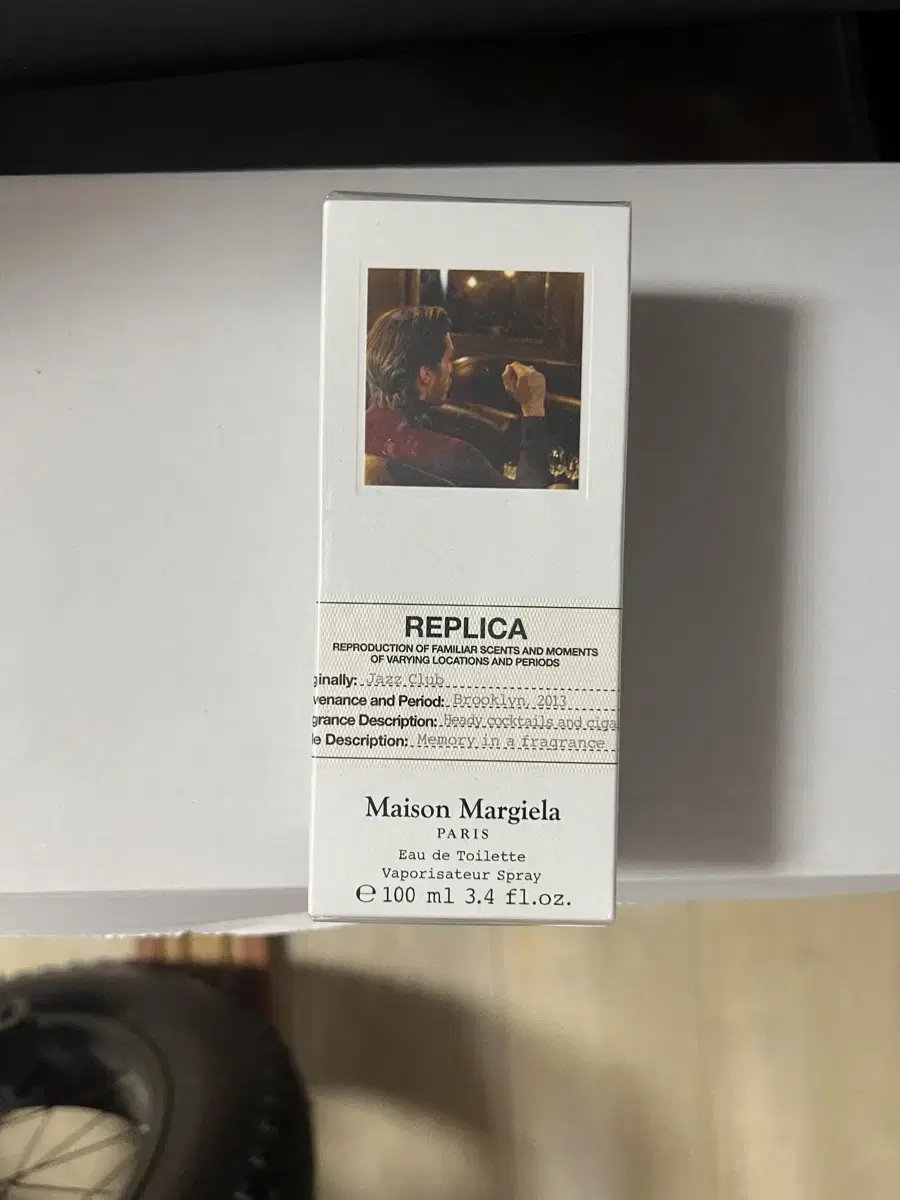 REPLICA
REPRODUCTION OF FAMILIAR SCENTS AND MOMENTS
OF VARYING LOCATIONS AND PERIODS
ginally: Jazz Club
venance and Period: Brooklyn, 2013
grance Description: Heady cocktails and ciga
le Description: Memory in a fragrance
Maison Margiela
PARIS
Eau de Toilette
Vaporisateur Spray
℮ 100 ml 3.4 fl.oz.